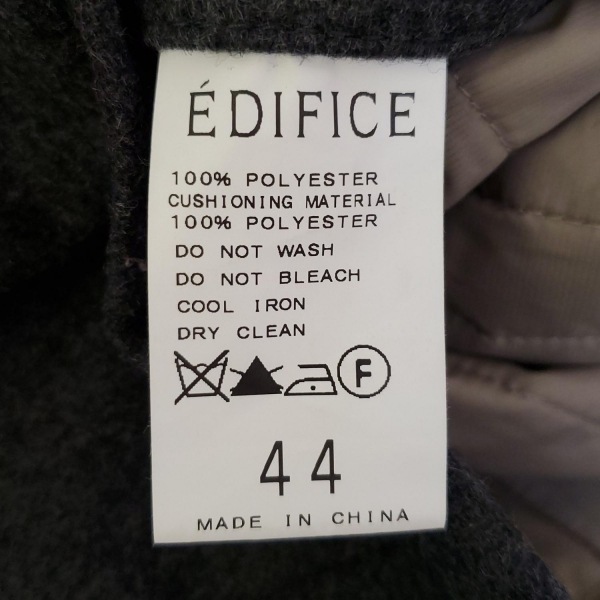 ÉDIFICE
100% POLYESTER
CUSHIONING MATERIAL
100% POLYESTER
DO NOT WASH
DO NOT BLEACH
COOL IRON
DRY CLEAN
F
44
MADE IN CHINA